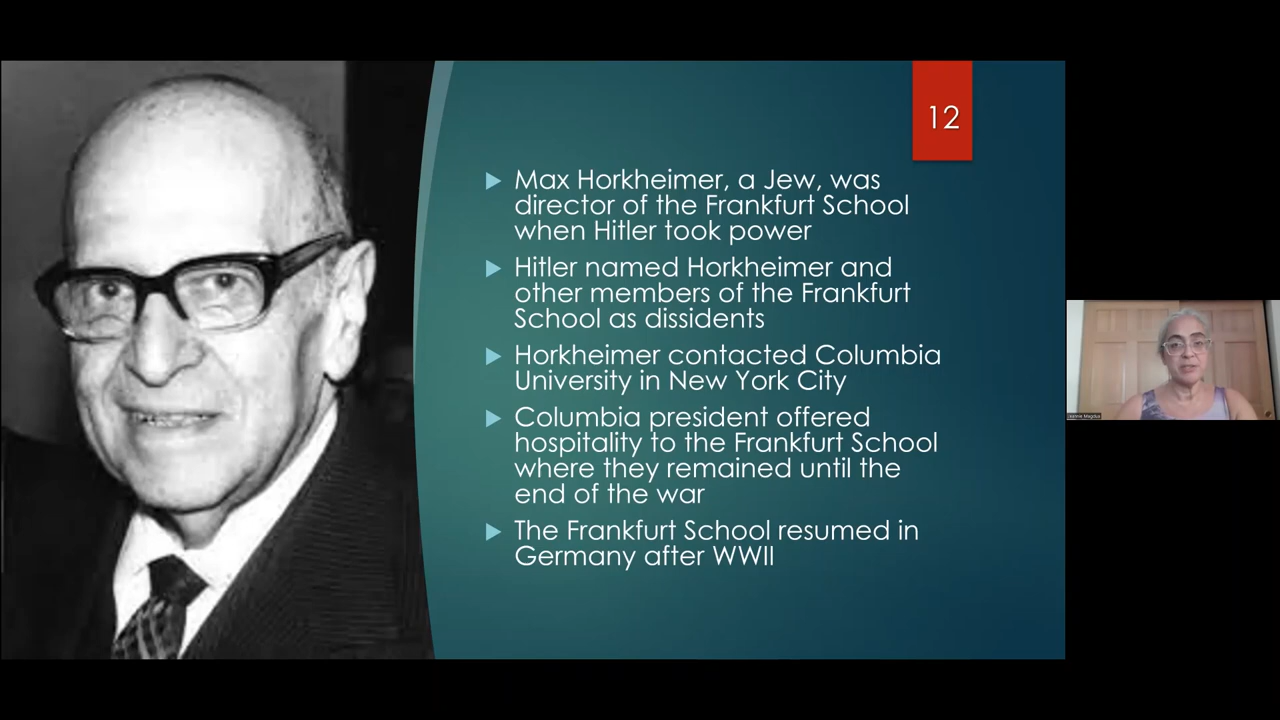 12
Max Horkheimer, a Jew, was
director of the Frankfurt School
when Hitler took power
Hitler named Horkheimer and
other members of the Frankfurt
School as dissidents
Horkheimer contacted Columbia
University in New York City
Columbia president offered
hospitality to the Frankfurt School
where they remained until the
end of the war
The Frankfurt School resumed in
Germany after WWII